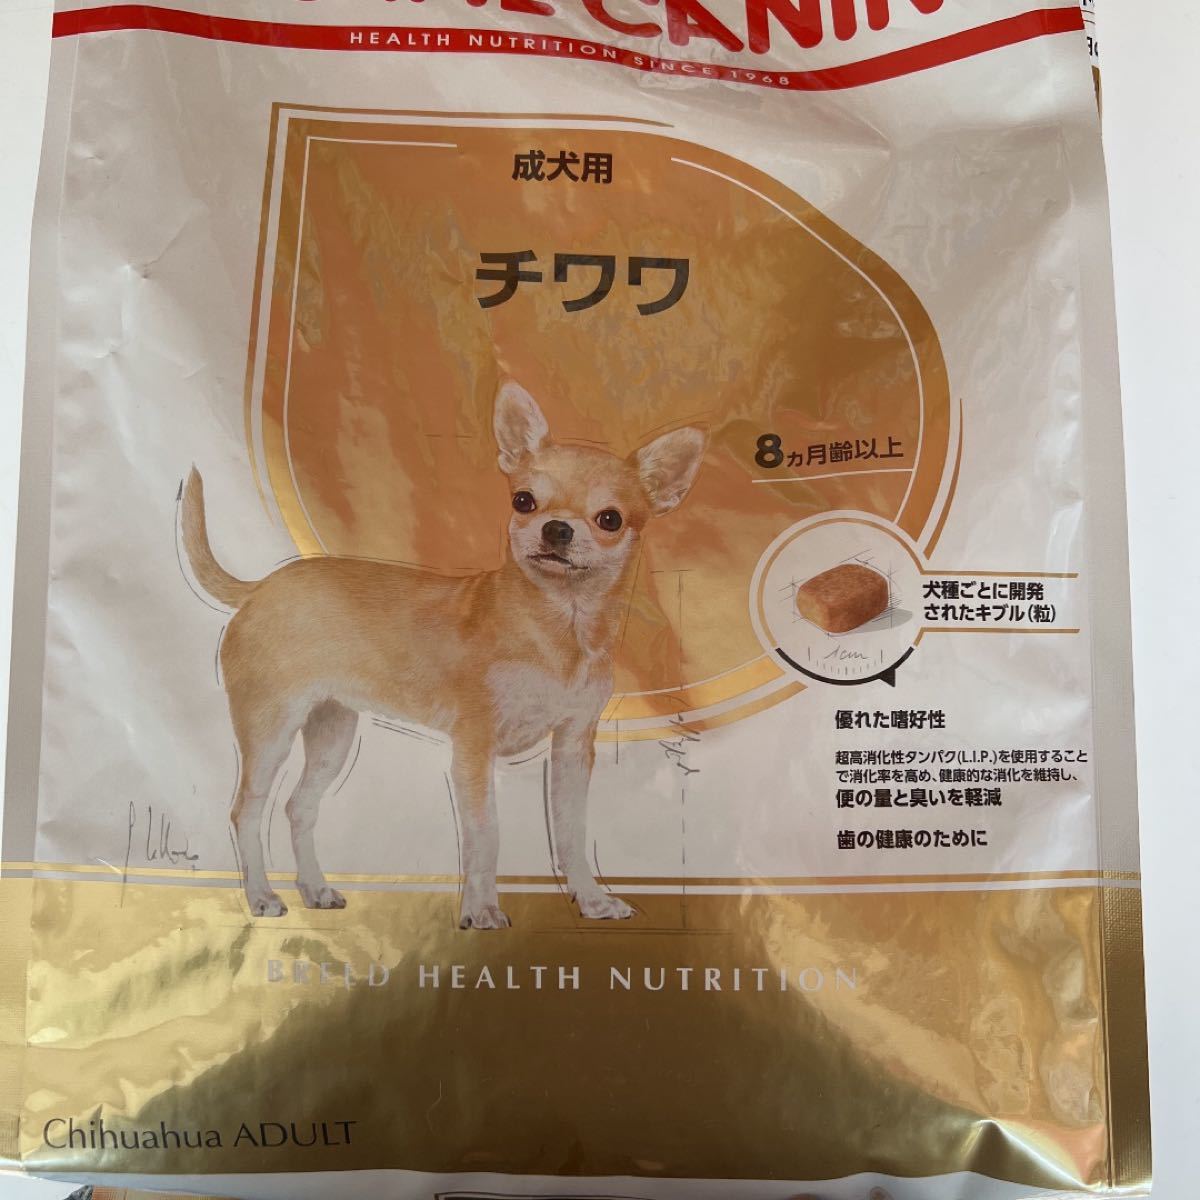 CANIN
HEALTH NUTRITION SINCE 1968
成犬用
チワワ
8ヵ月齢以上
犬種ごとに開発
されたキブル(粒)
1cm
優れた嗜好性
超高消化性タンパク(L.I.P.)を使用すること
で消化率を高め、健康的な消化を維持し、
便の量と臭いを軽減
歯の健康のために
BREED HEALTH NUTRITION
Chihuahua ADULT